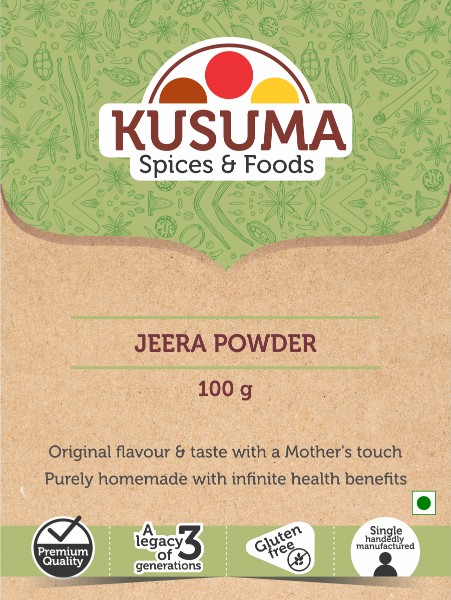 KUSUMA
Spices & Foods
JEERA POWDER
100 g
Original flavour & taste with a Mother's touch
Purely homemade with infinite health benefits
Premium
Quality
A
legacy
of
3
generations
Gluten
free
Single
handedly
manufactured